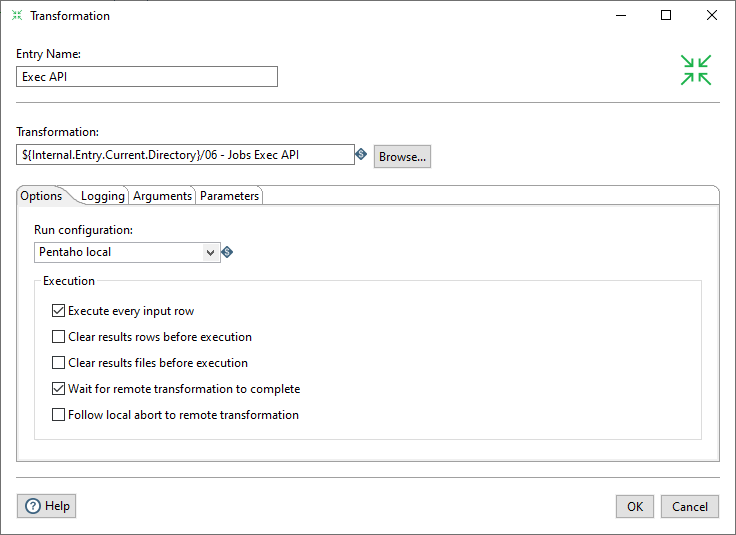 Transformation
Entry Name:
Exec API
Transformation:
${Internal.Entry.Current.Directory}/06 - Jobs Exec API
Browse...
Options Logging Arguments Parameters
Run configuration:
Pentaho local
Execution
Execute every input row
Clear results rows before execution
Clear results files before execution
Wait for remote transformation to complete
Follow local abort to remote transformation
Help OK Cancel